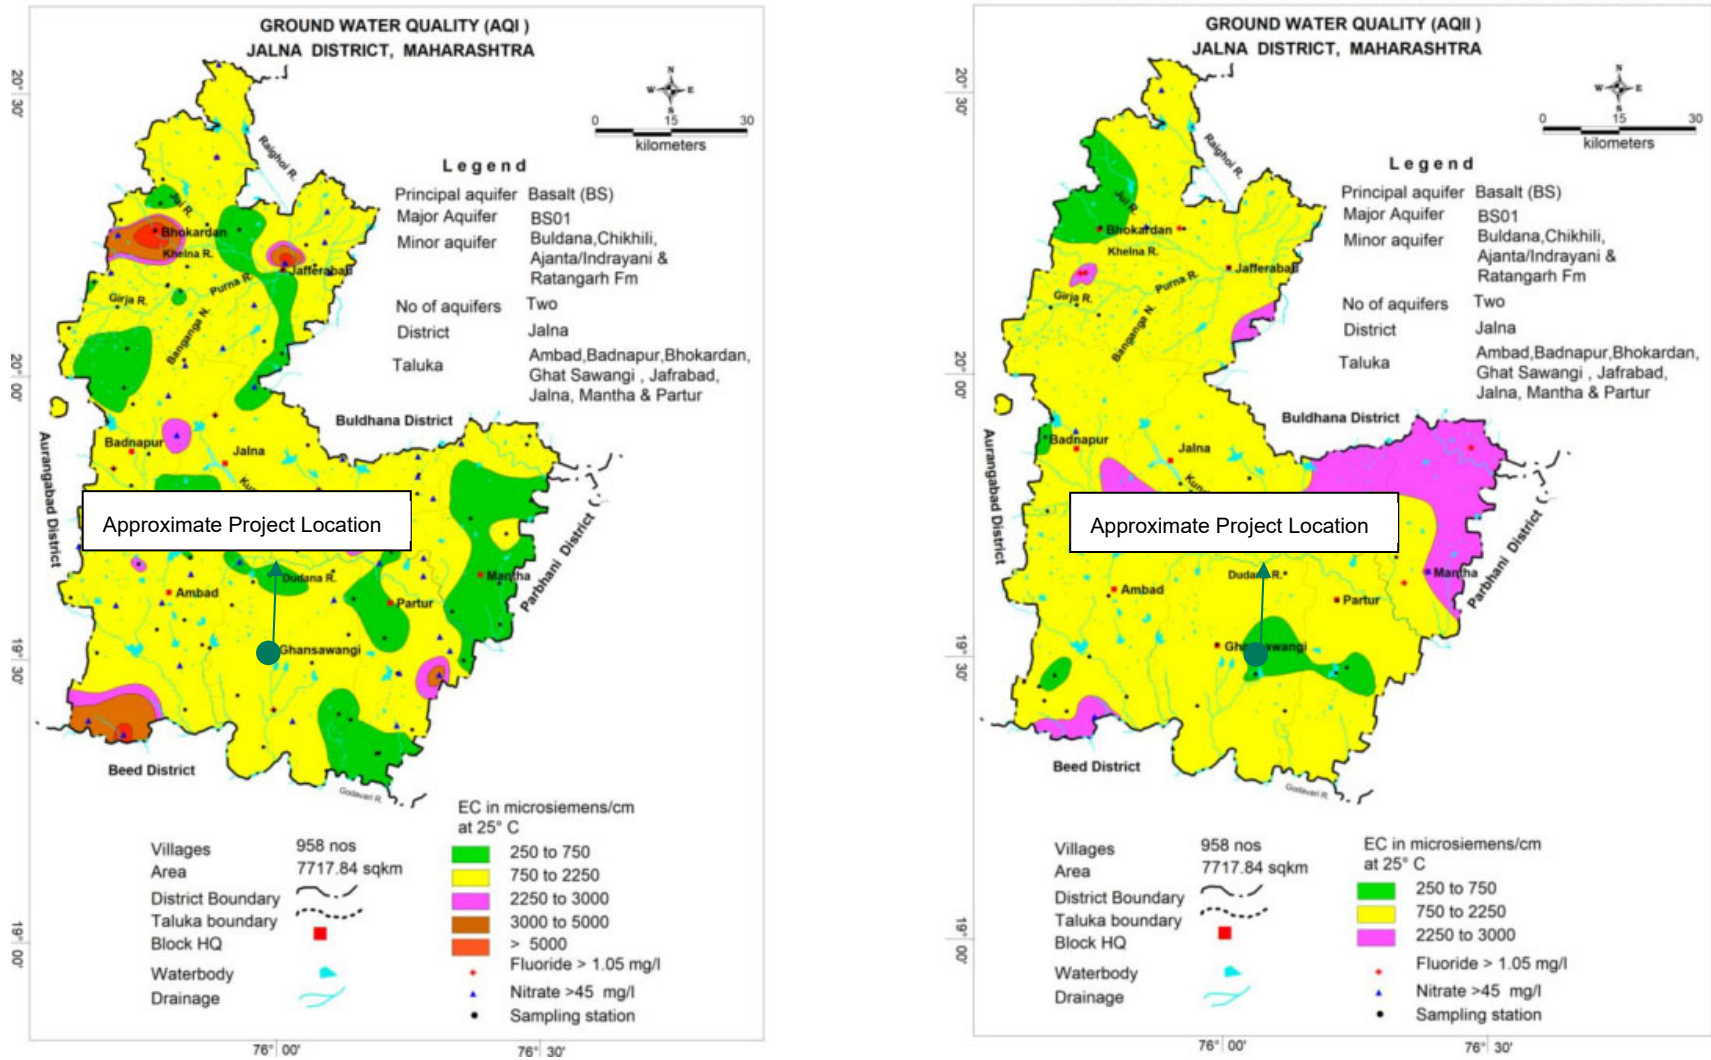 GROUND WATER QUALITY (AQI )
JALNA DISTRICT, MAHARASHTRA
20° 30'
N
W E
S
0 15 30
kilometers
Raighol R.
Legend
Principal aquifer Basalt (BS)
Major Aquifer BS01
Minor aquifer Buldana,Chikhili,
Ajanta/Indrayani &
Ratangarh Fm
No of aquifers Two
District Jalna
Taluka Ambad,Badnapur,Bhokardan,
Ghat Sawangi , Jafrabad,
Jalna, Mantha & Partur
Jui R.
Bhokardan
Khelna R.
Jafferabad
Purna R.
Girja R.
Banganga N.
20° 00'
Buldhana District
Aurangabad District
Badnapur
Jalna
Approximate Project Location
Dudana R.
Mantha
Parbhani District
Ambad
Partur
Ghansawangi
19° 30'
Beed District
Godavari R.
EC in microsiemens/cm
at 25° C
Villages 958 nos
Area 7717.84 sqkm
District Boundary
Taluka boundary
Block HQ
Waterbody
Drainage
250 to 750
750 to 2250
2250 to 3000
3000 to 5000
> 5000
Fluoride > 1.05 mg/l
Nitrate >45 mg/l
Sampling station
19° 00'
76° 00' 76° 30'
GROUND WATER QUALITY (AQII )
JALNA DISTRICT, MAHARASHTRA
20° 30'
N
W E
S
0 15 30
kilometers
Raighol R.
Legend
Principal aquifer Basalt (BS)
Major Aquifer BS01
Minor aquifer Buldana,Chikhili,
Ajanta/Indrayani &
Ratangarh Fm
No of aquifers Two
District Jalna
Taluka Ambad,Badnapur,Bhokardan,
Ghat Sawangi , Jafrabad,
Jalna, Mantha & Partur
Jui R.
Bhokardan
Khelna R.
Jafferabad
Purna R.
Girja R.
Banganga N.
20° 00'
Buldhana District
Aurangabad District
Badnapur
Jalna
Approximate Project Location
Mantha
Parbhani District
Ambad
Partur
19° 30'
Beed District
Godavari R.
EC in microsiemens/cm
at 25° C
Villages 958 nos
Area 7717.84 sqkm
District Boundary
Taluka boundary
Block HQ
Waterbody
Drainage
250 to 750
750 to 2250
2250 to 3000
Fluoride > 1.05 mg/l
Nitrate >45 mg/l
Sampling station
19° 00'
76° 00' 76° 30'